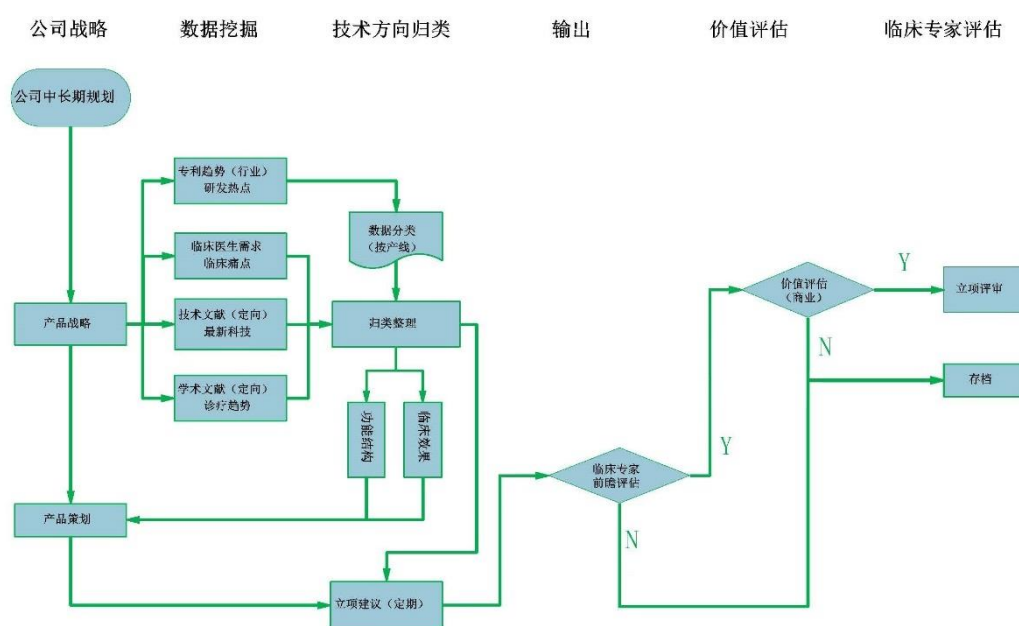 公司战略
数据挖掘
技术方向归类
输出
价值评估
临床专家评估
公司中长期规划
专利趋势（行业）
研发热点
数据分类
（按产线）
临床医生需求
临床痛点
价值评估
（商业）
Y
立项评审
产品战略
技术文献（定向）
最新科技
归类整理
N
存档
学术文献（定向）
诊疗趋势
功能结构
临床效果
Y
临床专家
前瞻评估
产品策划
N
立项建议（定期）